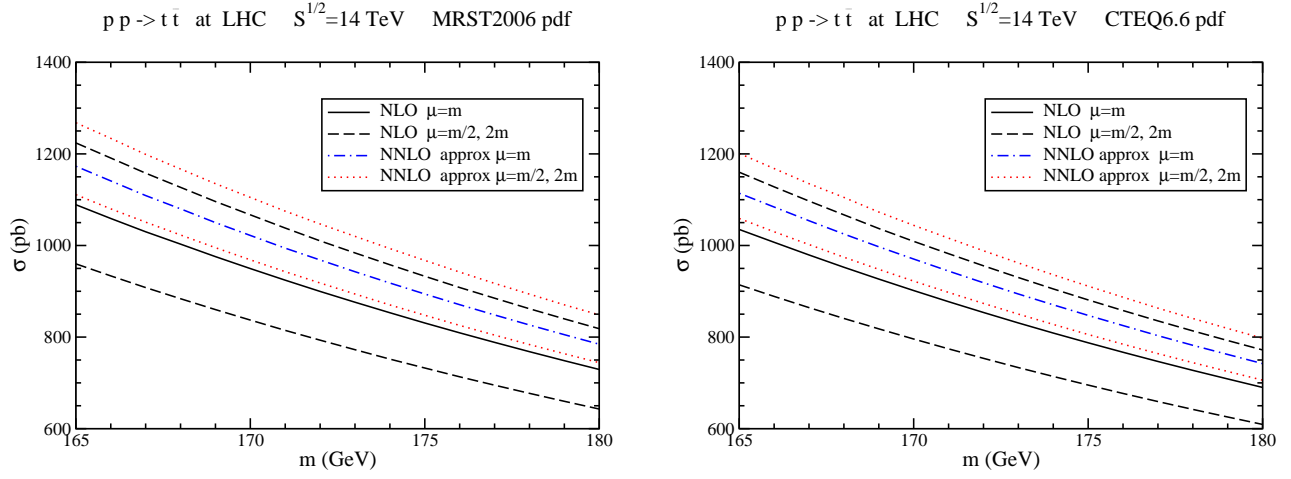 p p -> t t̄ at LHC S^1/2=14 TeV MRST2006 pdf
1400
1200
1000
800
600
σ (pb)
NLO μ=m
NLO μ=m/2, 2m
NNLO approx μ=m
NNLO approx μ=m/2, 2m
165 170 175 180
m (GeV)
p p -> t t̄ at LHC S^1/2=14 TeV CTEQ6.6 pdf
1400
1200
1000
800
600
σ (pb)
NLO μ=m
NLO μ=m/2, 2m
NNLO approx μ=m
NNLO approx μ=m/2, 2m
165 170 175 180
m (GeV)